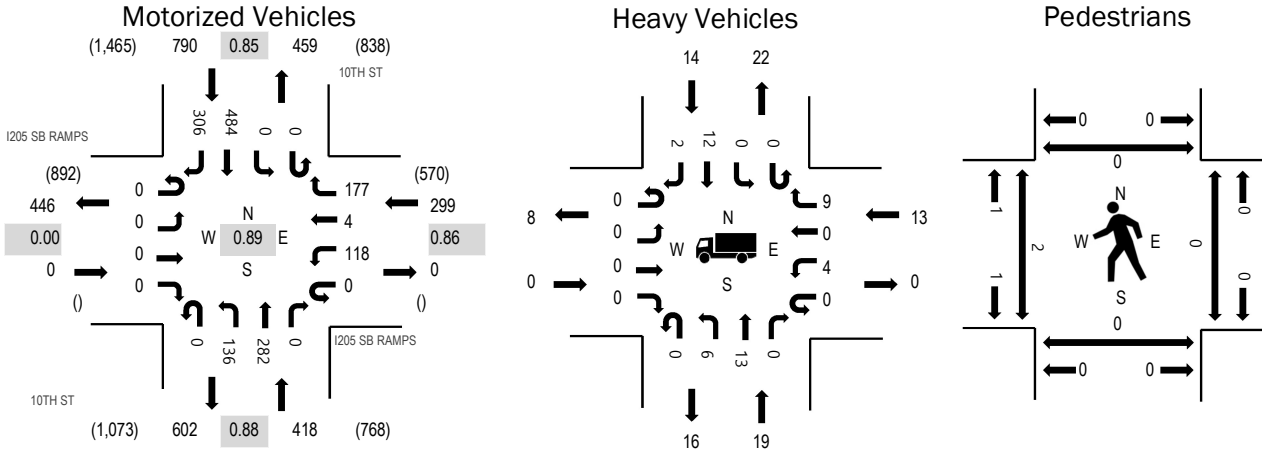 Motorized Vehicles
(1,465) 790 0.85 459 (838)
10TH ST
I205 SB RAMPS
306 484 0 0
(892) 0 177 (570)
446 0 N 4 299
0.00 W 0.89 E 0.86
0 0 S 118 0
() 0 0 ()
0 136 282 0
I205 SB RAMPS
10TH ST
(1,073) 602 0.88 418 (768)
Heavy Vehicles
14 22
2 12 0 0
0 9
8 0 N 0 13
W E
0 0 S 4 0
0 0
0 6 13 0
16 19
Pedestrians
0 0
0
1 N 0
W E
2 0
1 S 0
0
0 0